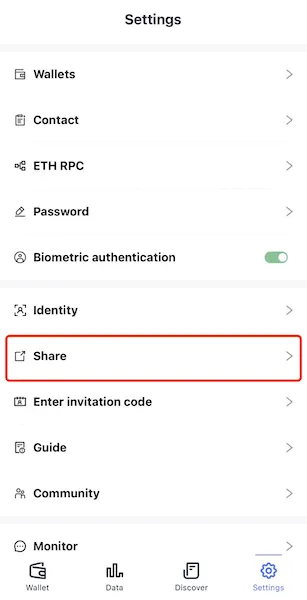 Settings
Wallets
Contact
ETH RPC
Password
Biometric authentication
Identity
Share
Enter invitation code
Guide
Community
Monitor
Wallet Data Discover Settings